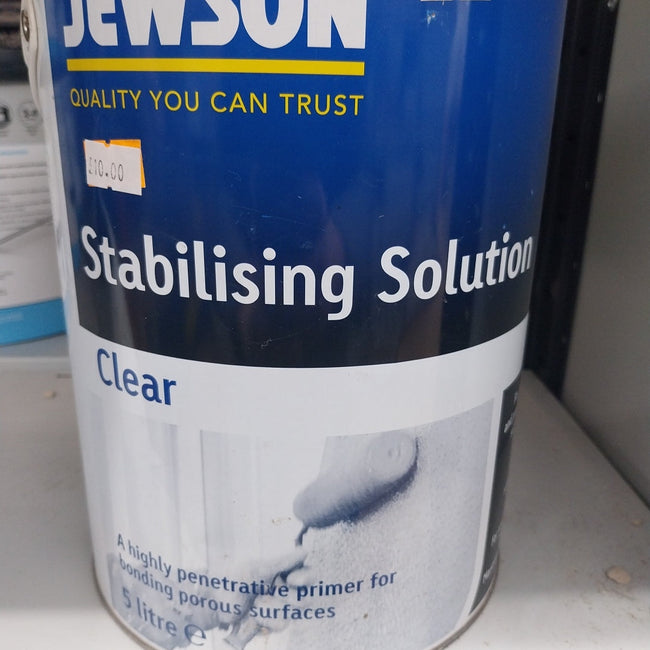 JEWSON
QUALITY YOU CAN TRUST
£10.00
Stabilising Solution
Clear
A highly penetrative primer for
bonding porous surfaces
5 litre ℮